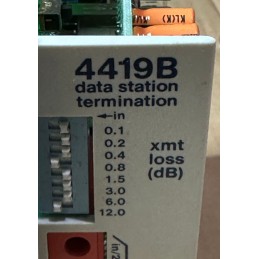 KL(K)
4419B
data station
termination
←in
0.1
0.2
0.4
0.8
1.5
3.0
6.0
12.0
xmt
loss
(dB)